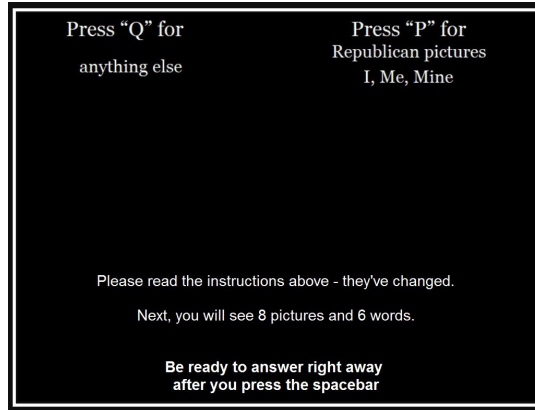 Press “Q” for
anything else
Press “P” for
Republican pictures
I, Me, Mine
Please read the instructions above - they've changed.
Next, you will see 8 pictures and 6 words.
Be ready to answer right away
after you press the spacebar